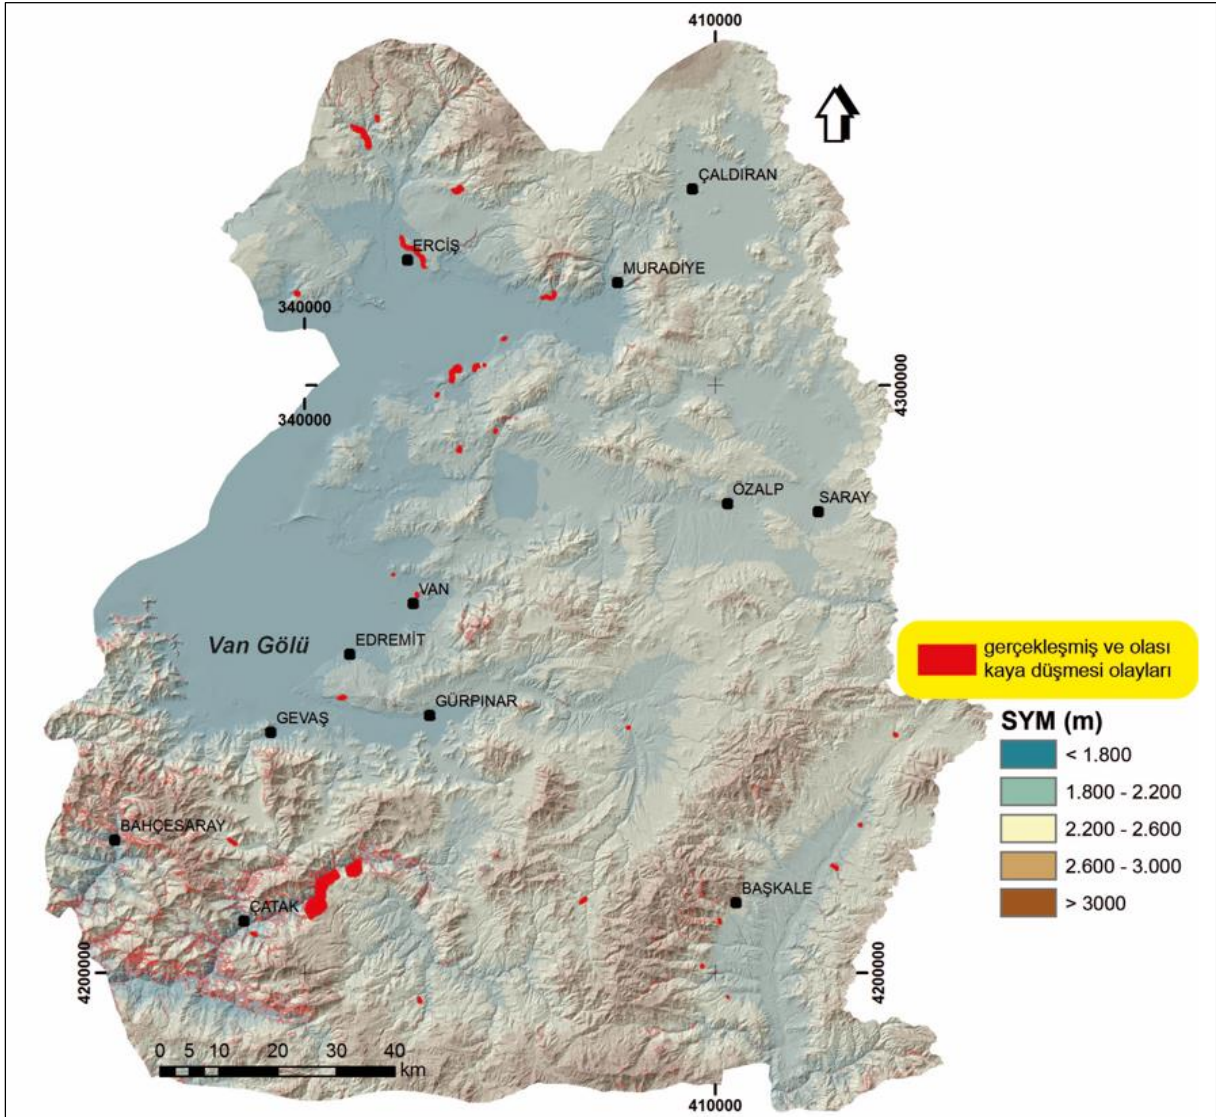 410000
ÇALDIRAN
ERCİŞ
MURADİYE
340000
4300000
340000
ÖZALP
SARAY
VAN
Van Gölü
EDREMİT
gerçekleşmiş ve olası
kaya düşmesi olayları
GÜRPINAR
GEVAŞ
SYM (m)
< 1.800
1.800 - 2.200
2.200 - 2.600
2.600 - 3.000
> 3000
BAHÇESARAY
BAŞKALE
ÇATAK
4200000
4200000
0 5 10 20 30 40
km
410000